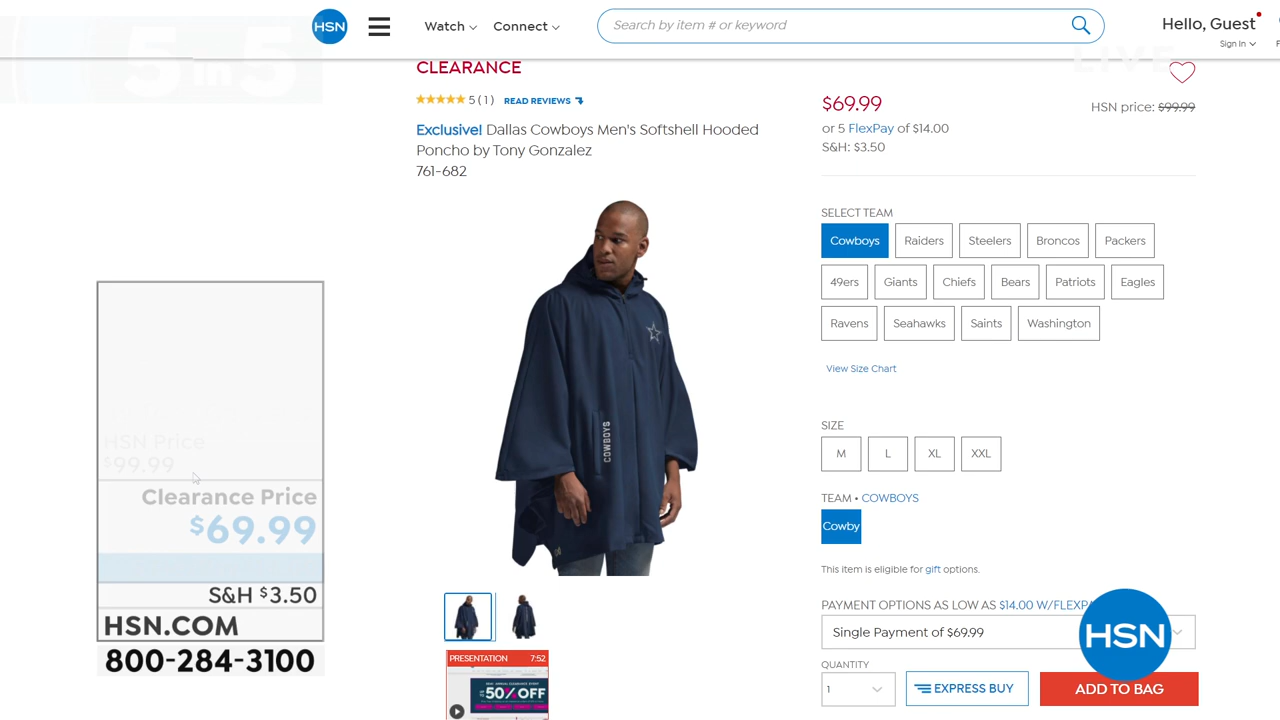 HSN
Watch
Connect
Search by item # or keyword
Hello, Guest
Sign In
5 in 5
LIVE
CLEARANCE
5 ( 1 ) READ REVIEWS
Exclusive! Dallas Cowboys Men's Softshell Hooded
Poncho by Tony Gonzalez
761-682
COWBOYS
PRESENTATION 7:52
50% OFF
$69.99
HSN price: $99.99
or 5 FlexPay of $14.00
S&H: $3.50
SELECT TEAM
Cowboys Raiders Steelers Broncos Packers
49ers Giants Chiefs Bears Patriots Eagles
Ravens Seahawks Saints Washington
View Size Chart
SIZE
M L XL XXL
TEAM • COWBOYS
Cowby
This item is eligible for gift options.
PAYMENT OPTIONS AS LOW AS $14.00 W/FLEXPA
Single Payment of $69.99
HSN
QUANTITY
1
EXPRESS BUY
ADD TO BAG
HSN Price
$99.99
Clearance Price
$69.99
S&H $3.50
HSN.COM
800-284-3100